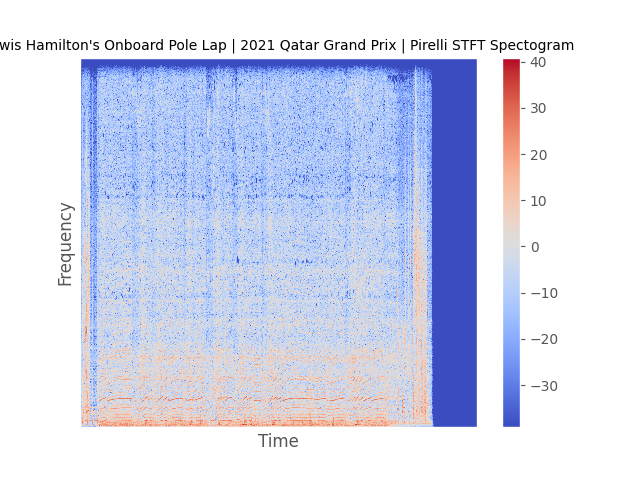 wis Hamilton's Onboard Pole Lap | 2021 Qatar Grand Prix | Pirelli STFT Spectogram
Frequency
Time
40
30
20
10
0
−10
−20
−30